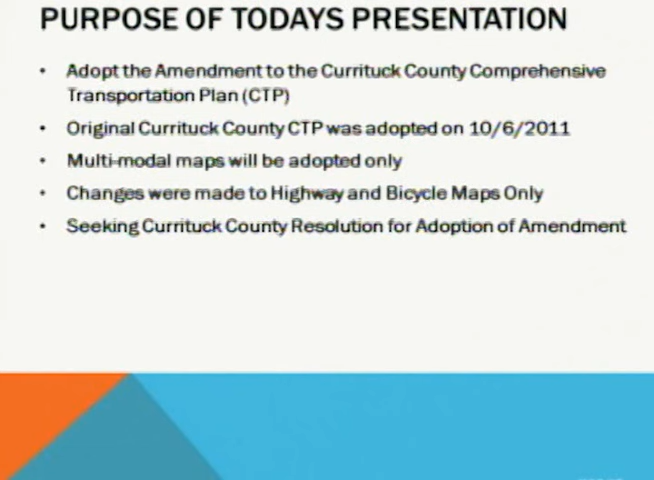 PURPOSE OF TODAYS PRESENTATION
• Adopt the Amendment to the Currituck County Comprehensive
Transportation Plan (CTP)
• Original Currituck County CTP was adopted on 10/6/2011
• Multi-modal maps will be adopted only
• Changes were made to Highway and Bicycle Maps Only
• Seeking Currituck County Resolution for Adoption of Amendment